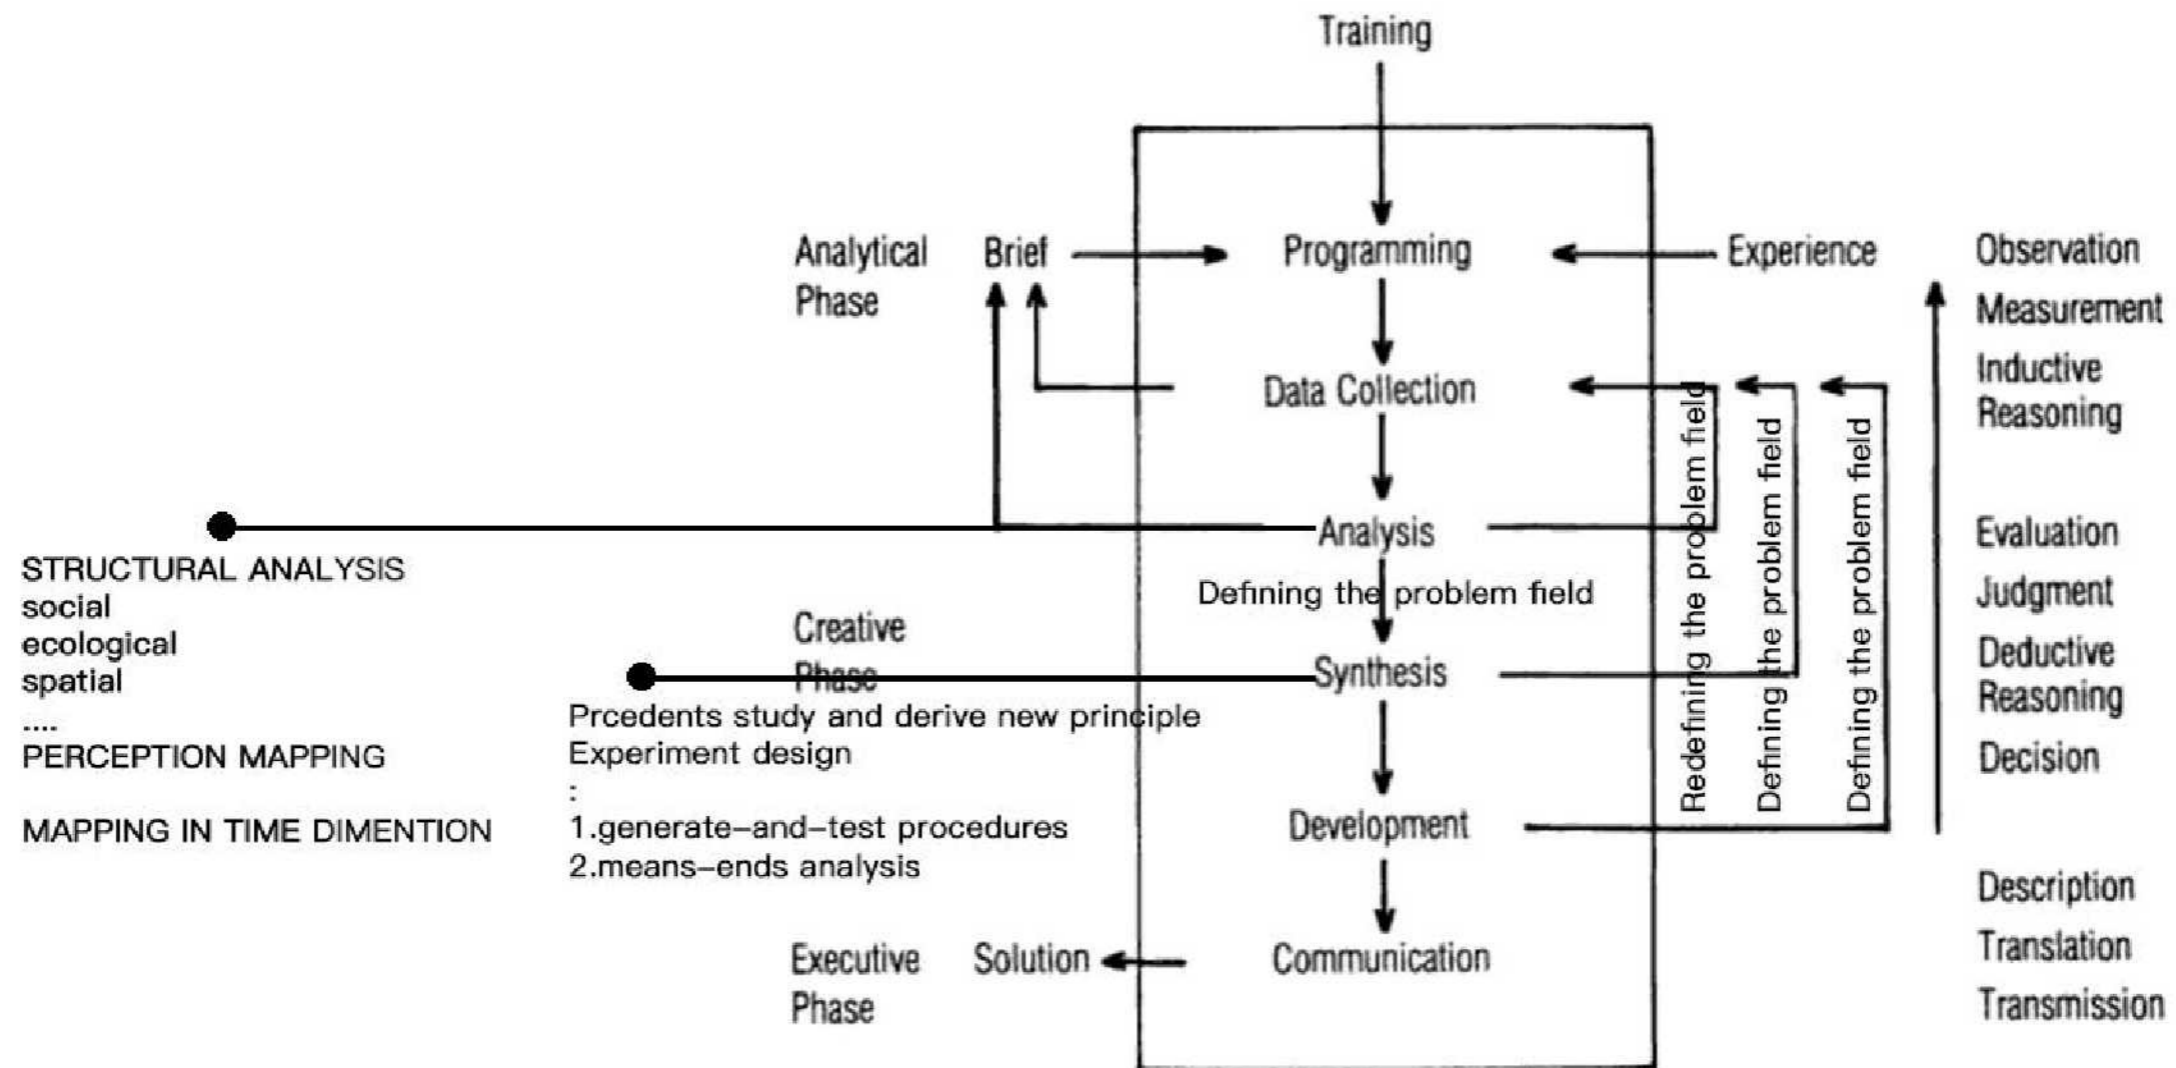 Training
Analytical
Phase
Brief
Programming
Experience
Data Collection
Analysis
Defining the problem field
Creative
Phase
Synthesis
Development
Executive
Phase
Solution
Communication
STRUCTURAL ANALYSIS
social
ecological
spatial
....
PERCEPTION MAPPING
MAPPING IN TIME DIMENTION
Prcedents study and derive new principle
Experiment design
:
1.generate-and-test procedures
2.means-ends analysis
Redefining the problem field
Defining the problem field
Defining the problem field
Observation
Measurement
Inductive
Reasoning
Evaluation
Judgment
Deductive
Reasoning
Decision
Description
Translation
Transmission